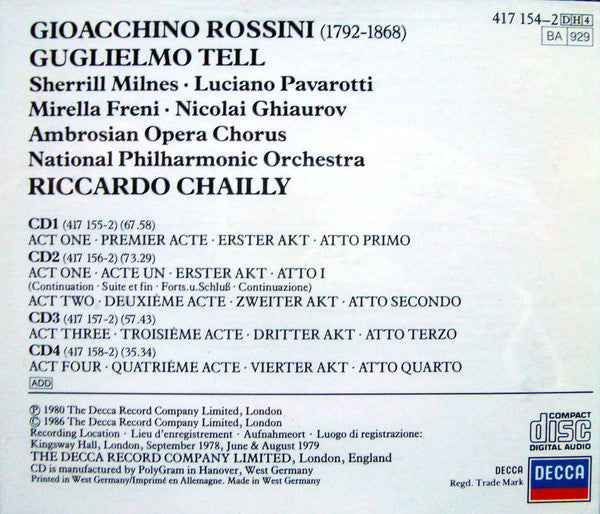 GIOACCHINO ROSSINI (1792-1868)
417 154-2 DH4
BA 929
GUGLIELMO TELL
Sherrill Milnes · Luciano Pavarotti
Mirella Freni · Nicolai Ghiaurov
Ambrosian Opera Chorus
National Philharmonic Orchestra
RICCARDO CHAILLY
CD1 (417 155-2) (67.58)
ACT ONE · PREMIER ACTE · ERSTER AKT · ATTO PRIMO
CD2 (417 156-2) (73.29)
ACT ONE · ACTE UN · ERSTER AKT · ATTO I
(Continuation · Suite et fin · Forts.u.Schluß · Continuazione)
ACT TWO · DEUXIÈME ACTE · ZWEITER AKT · ATTO SECONDO
CD3 (417 157-2) (57.43)
ACT THREE · TROISIÈME ACTE · DRITTER AKT · ATTO TERZO
CD4 (417 158-2) (35.34)
ACT FOUR · QUATRIÈME ACTE · VIERTER AKT · ATTO QUARTO
ADD
Ⓟ 1980 The Decca Record Company Limited, London
© 1986 The Decca Record Company Limited, London
Recording Location · Lieu d'enregistrement · Aufnahmeort · Luogo di registrazione:
Kingsway Hall, London, September 1978, June & August 1979
THE DECCA RECORD COMPANY LIMITED, London, England
CD is manufactured by PolyGram in Hanover, West Germany
Printed in West Germany/Imprimé en Allemagne. Made in West Germany
COMPACT
disc
DIGITAL AUDIO
DECCA
Regd. Trade Mark
DECCA